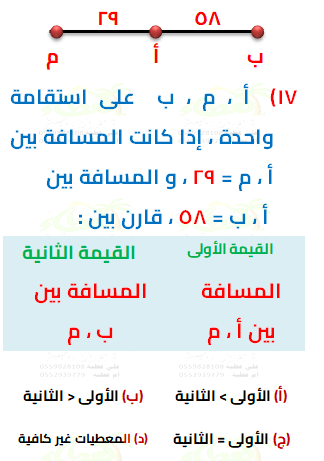 ٢٩ ٥٨
م أ ب
١٧) أ ، م ، ب على استقامة
واحدة ، إذا كانت المسافة بين
أ ، م = ٢٩ ، و المسافة بين
أ ، ب = ٥٨ ، قارن بين :
القيمة الأولى القيمة الثانية
المسافة المسافة بين
بين أ ، م ب ، م
(أ) الأولى > الثانية (ب) الأولى < الثانية
(ج) الأولى = الثانية (د) المعطيات غير كافية